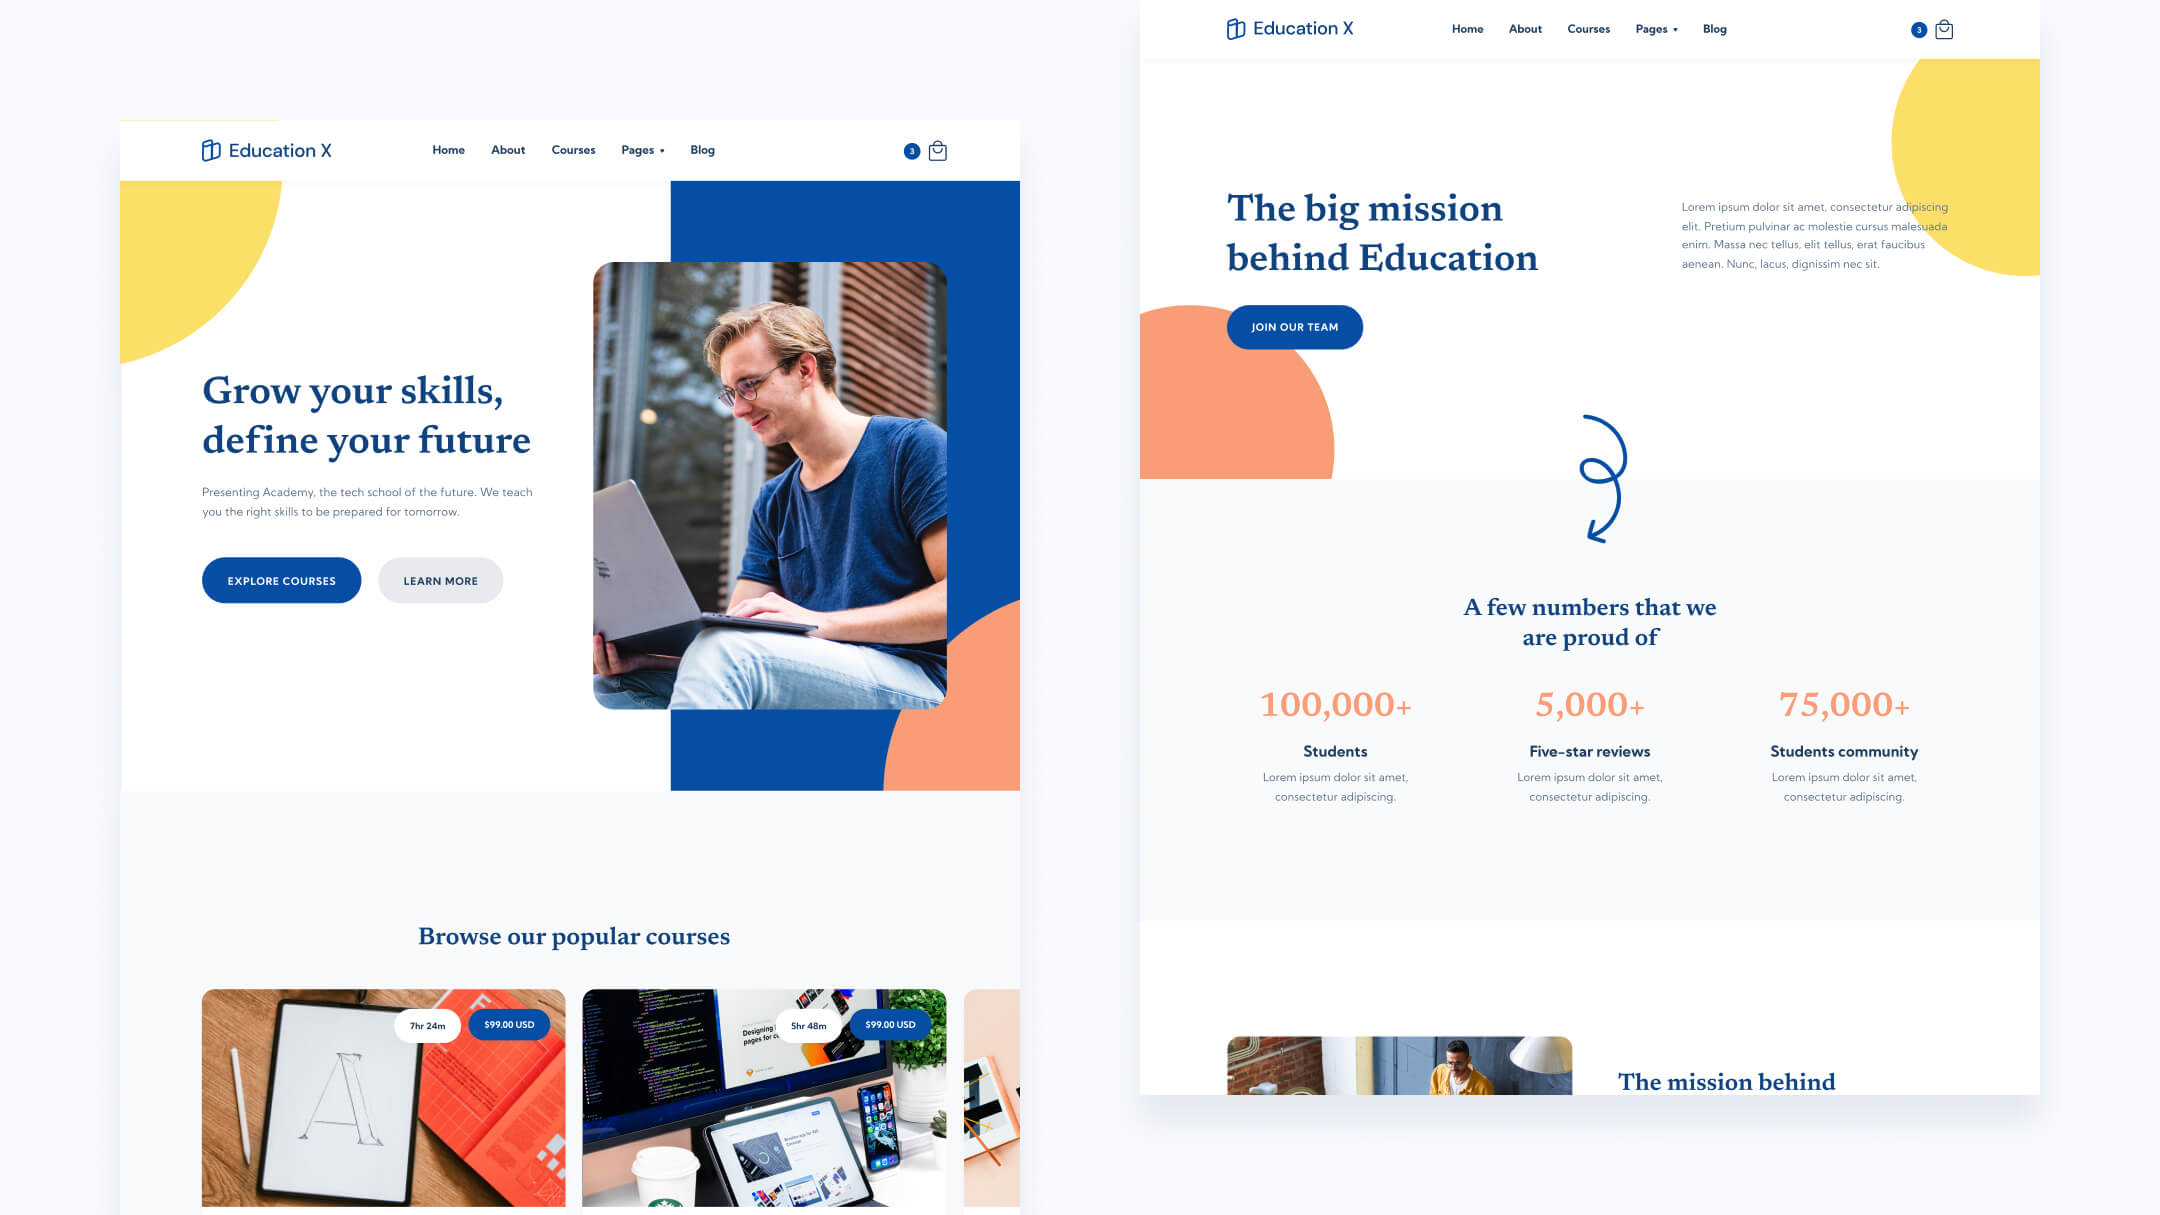 Education X
Home About Courses Pages Blog
3
Grow your skills,
define your future
Presenting Academy, the tech school of the future. We teach
you the right skills to be prepared for tomorrow.
EXPLORE COURSES LEARN MORE
Browse our popular courses
7hr 24m $99.00 USD
A
5hr 48m $99.00 USD
Designing
pages for
Education X
Home About Courses Pages Blog
3
The big mission
behind Education
Lorem ipsum dolor sit amet, consectetur adipiscing
elit. Pretium pulvinar ac molestie cursus malesuada
enim. Massa nec tellus, elit tellus, erat faucibus
aenean. Nunc, lacus, dignissim nec sit.
JOIN OUR TEAM
A few numbers that we
are proud of
100,000+ 5,000+ 75,000+
Students Five-star reviews Students community
Lorem ipsum dolor sit amet, Lorem ipsum dolor sit amet, Lorem ipsum dolor sit amet,
consectetur adipiscing. consectetur adipiscing. consectetur adipiscing.
The mission behind